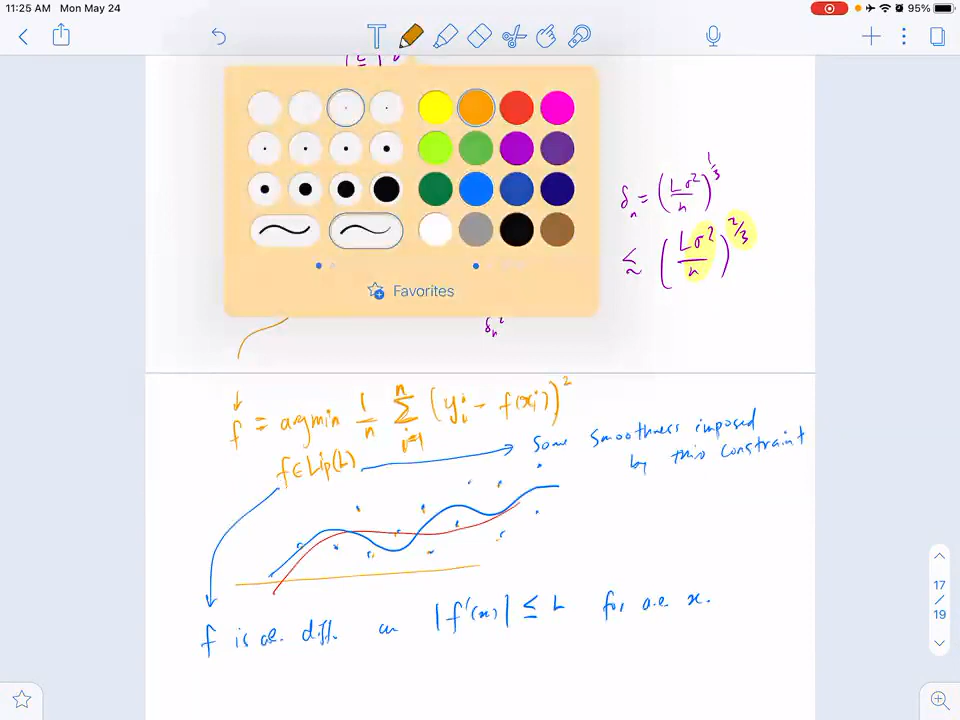 11:25 AM Mon May 24
95%
δ_n = (Lσ²/n)^{1/3}
≲ (Lσ²/n)^{2/3}
Favorites
δ_n²
f = argmin 1/n Σ_{i=1}^{n} (y_i - f(x_i))²
f∈Lip(L)
Some smoothness imposed
by this constraint
f is a.e. diff. |f'(x)| ≤ L for a.e. x.
17
/
19